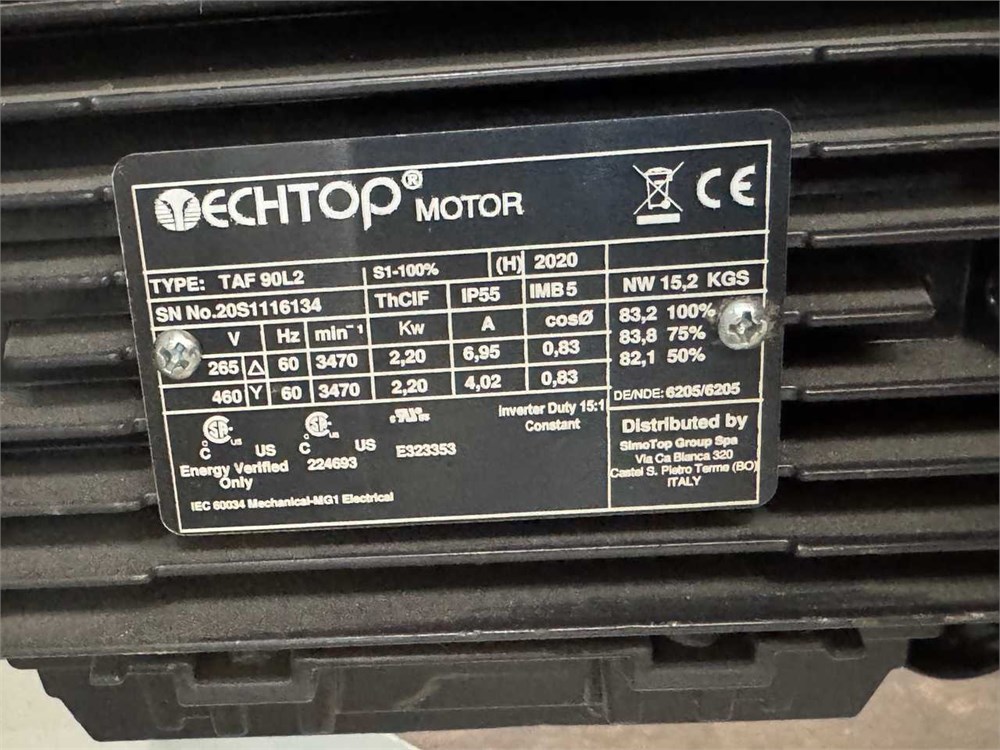 TECHTOP® MOTOR
CE
TYPE: TAF 90L2 S1-100% (H) 2020 NW 15,2 KGS
SN No.20S1116134 ThClF IP55 IMB5 83,2 100%
V Hz min⁻¹ Kw A cosØ 83,8 75%
265 △ 60 3470 2,20 6,95 0,83 82,1 50%
460 Y 60 3470 2,20 4,02 0,83 DE/NDE: 6205/6205
SA C US
Energy Verified
Only
SA C US
224693
c RU us
E323353
Inverter Duty 15:1
Constant
IEC 60034 Mechanical-MG1 Electrical
Distributed by
SimoTop Group Spa
Via Ca Bianca 320
Castel S. Pietro Terme (BO)
ITALY